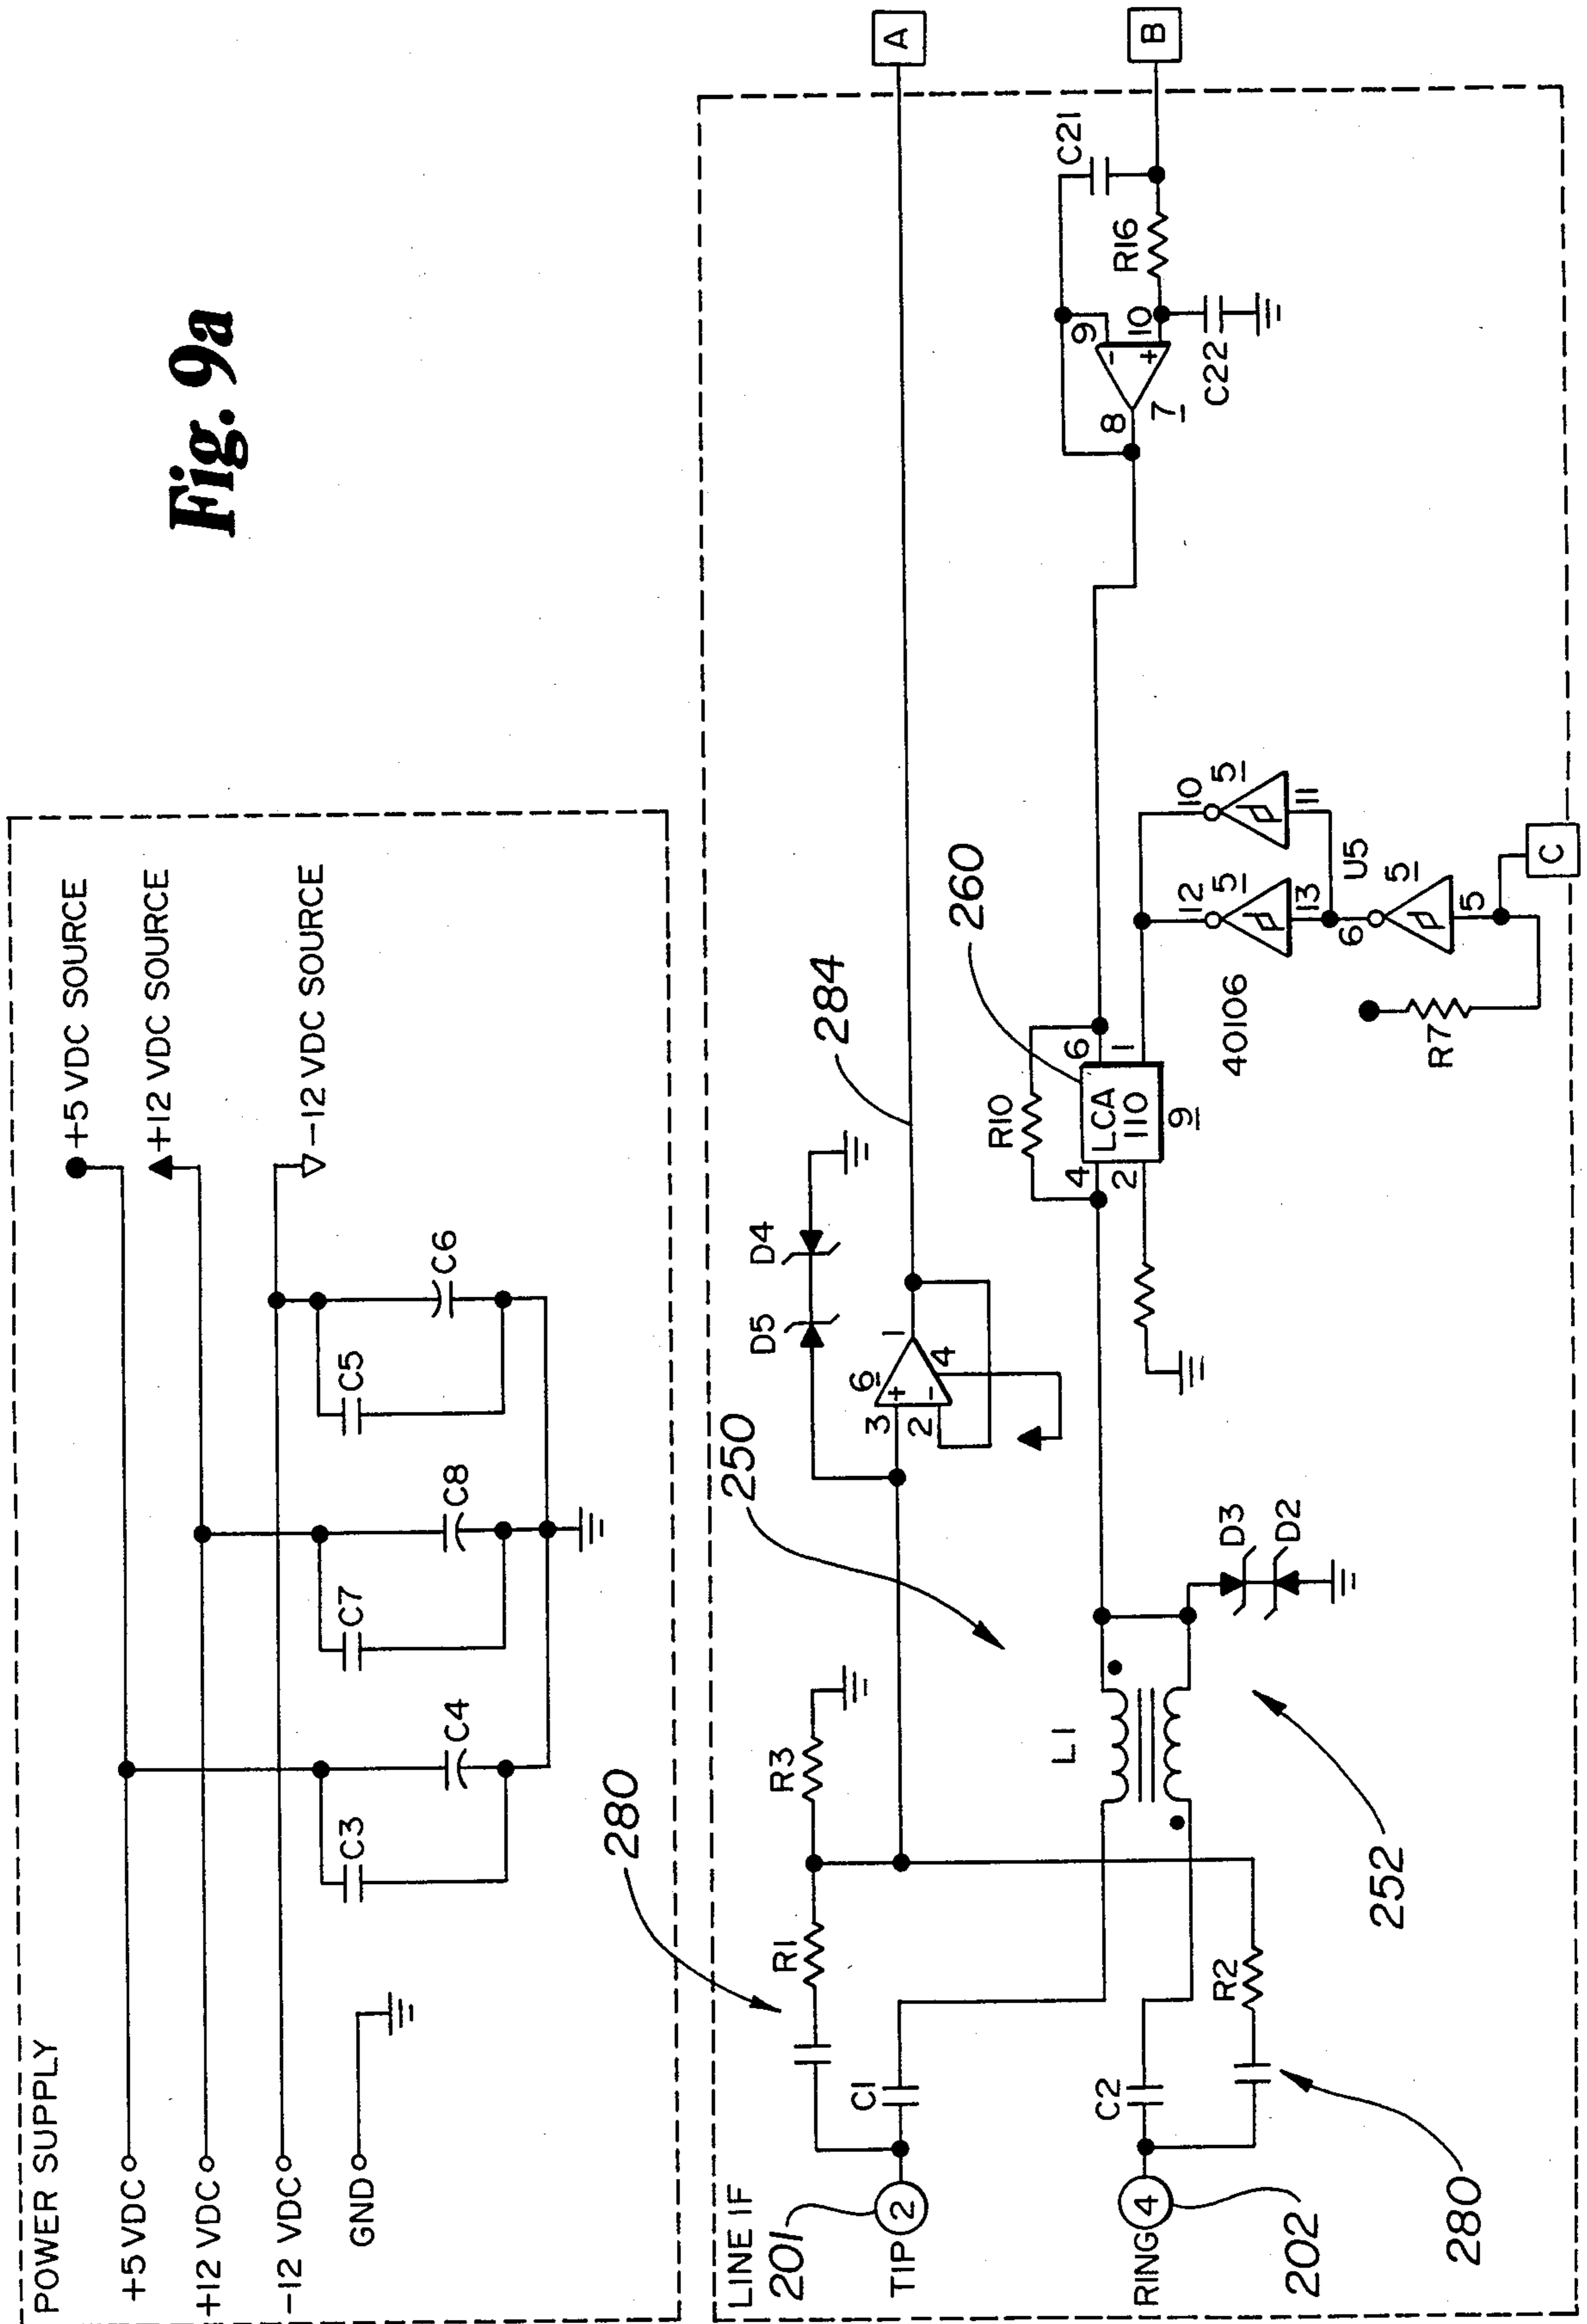 Fig. 9a
POWER SUPPLY
+5 VDC
+12 VDC
-12 VDC
GND
+5 VDC SOURCE
+12 VDC SOURCE
-12 VDC SOURCE
C3
C4
C7
C8
C5
C6
LINE IF
201
TIP
2
RING
4
202
280
C1
C2
R1
R2
R3
280
L1
252
250
D3
D2
D5
D4
6
3
+
2
-
1
4
284
A
R10
4
6
LCA
110
2
1
9
260
40106
12
5
13
10
5
11
U5
6
5
5
R7
C
8
7
9
-
10
+
C22
R16
C21
B